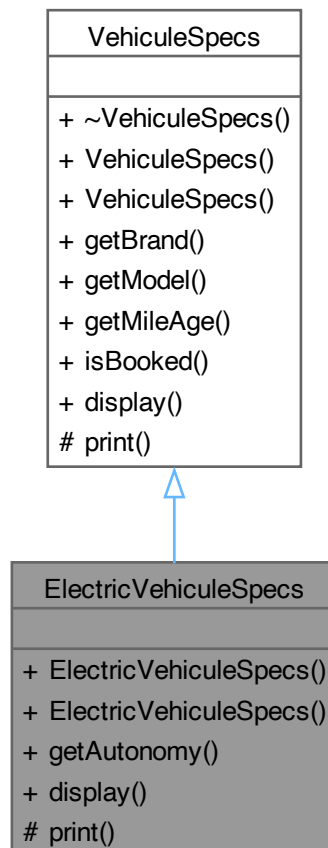 VehiculeSpecs
+ ~VehiculeSpecs()
+ VehiculeSpecs()
+ VehiculeSpecs()
+ getBrand()
+ getModel()
+ getMileAge()
+ isBooked()
+ display()
# print()
ElectricVehiculeSpecs
+ ElectricVehiculeSpecs()
+ ElectricVehiculeSpecs()
+ getAutonomy()
+ display()
# print()